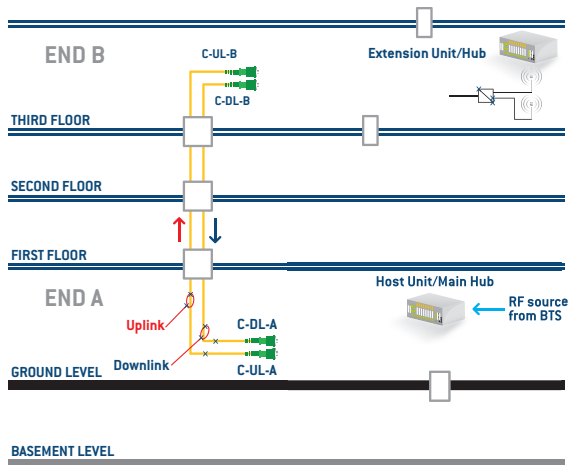 END B
C-UL-B
Extension Unit/Hub
C-DL-B
THIRD FLOOR
SECOND FLOOR
FIRST FLOOR
END A
Host Unit/Main Hub
RF source
from BTS
Uplink
C-DL-A
Downlink
C-UL-A
GROUND LEVEL
BASEMENT LEVEL